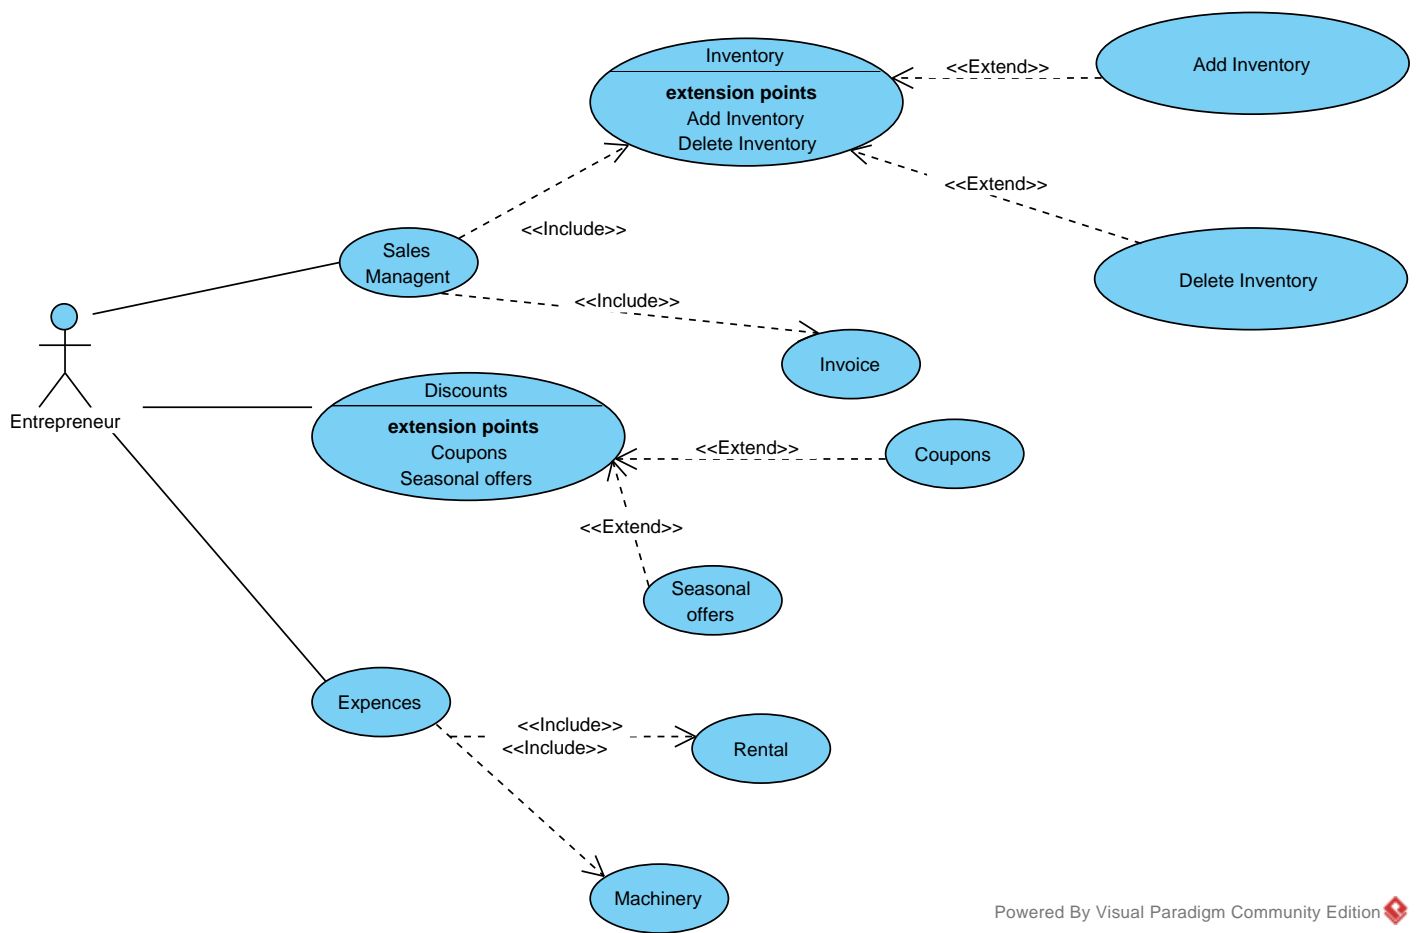 Inventory
extension points
Add Inventory
Delete Inventory
<<Extend>>
Add Inventory
<<Extend>>
Delete Inventory
<<Include>>
Sales
Managent
<<Include>>
Invoice
Entrepreneur
Discounts
extension points
Coupons
Seasonal offers
<<Extend>>
Coupons
<<Extend>>
Seasonal
offers
Expences
<<Include>>
<<Include>>
Rental
Machinery
Powered By Visual Paradigm Community Edition